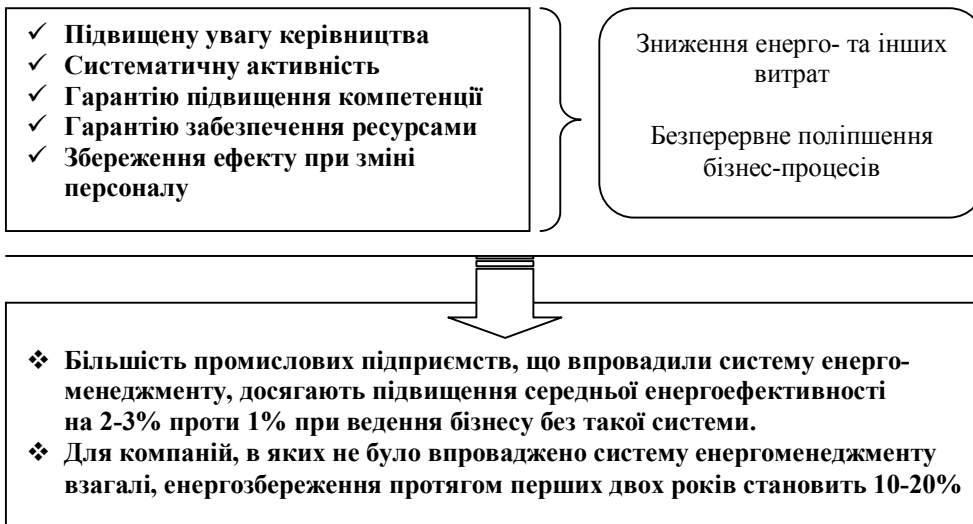 ✓ Підвищену увагу керівництва
✓ Систематичну активність
✓ Гарантію підвищення компетенції
✓ Гарантію забезпечення ресурсами
✓ Збереження ефекту при зміні
персоналу
Зниження енерго- та інших
витрат
Безперервне поліпшення
бізнес-процесів
❖ Більшість промислових підприємств, що впровадили систему енерго-
менеджменту, досягають підвищення середньої енергоефективності
на 2-3% проти 1% при ведення бізнесу без такої системи.
❖ Для компаній, в яких не було впроваджено систему енергоменеджменту
взагалі, енергозбереження протягом перших двох років становить 10-20%